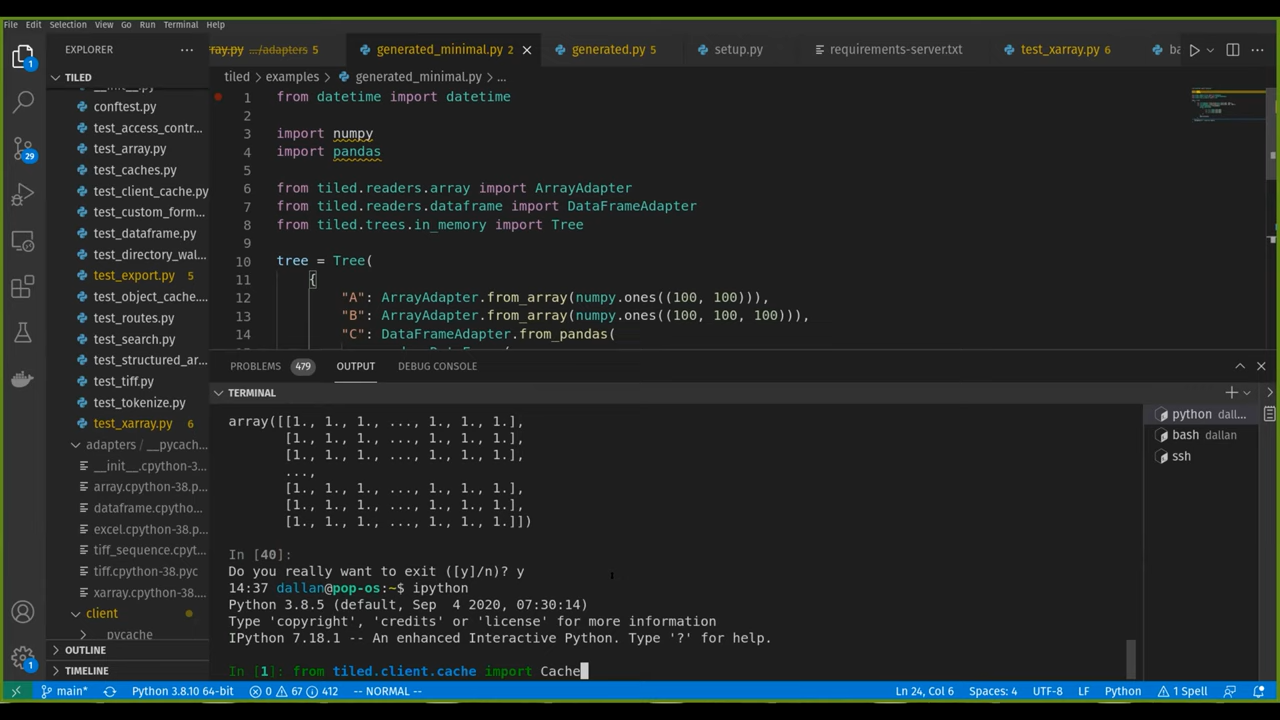 File Edit Selection View Go Run Terminal Help
EXPLORER ···
rray.py .../adapters 5 generated_minimal.py 2 generated.py 5 setup.py requirements-server.txt test_xarray.py 6 ba ···
TILED
tiled > examples > generated_minimal.py > ...
__init__.py
conftest.py
test_access_contr...
test_array.py
test_caches.py
test_client_cache.py
test_custom_form...
test_dataframe.py
test_directory_wal...
test_export.py 5
test_object_cache....
test_routes.py
test_search.py
test_structured_ar...
test_tiff.py
test_tokenize.py
test_xarray.py 6
adapters / __pycach...
__init__.cpython-3...
array.cpython-38.p...
dataframe.cpytho...
excel.cpython-38.p...
tiff_sequence.cpyt...
tiff.cpython-38.pyc
xarray.cpython-38....
client
__pycache__
OUTLINE
TIMELINE
29
1
1
1 from datetime import datetime
2
3 import numpy
4 import pandas
5
6 from tiled.readers.array import ArrayAdapter
7 from tiled.readers.dataframe import DataFrameAdapter
8 from tiled.trees.in_memory import Tree
9
10 tree = Tree(
11 {
12 "A": ArrayAdapter.from_array(numpy.ones((100, 100))),
13 "B": ArrayAdapter.from_array(numpy.ones((100, 100, 100))),
14 "C": DataFrameAdapter.from_pandas(
PROBLEMS 479 OUTPUT DEBUG CONSOLE
TERMINAL
array([[1., 1., 1., ..., 1., 1., 1.],
[1., 1., 1., ..., 1., 1., 1.],
[1., 1., 1., ..., 1., 1., 1.],
...,
[1., 1., 1., ..., 1., 1., 1.],
[1., 1., 1., ..., 1., 1., 1.],
[1., 1., 1., ..., 1., 1., 1.]])
In [40]:
Do you really want to exit ([y]/n)? y
14:37 dallan@pop-os:~$ ipython
Python 3.8.5 (default, Sep 4 2020, 07:30:14)
Type 'copyright', 'credits' or 'license' for more information
IPython 7.18.1 -- An enhanced Interactive Python. Type '?' for help.
In [1]: from tiled.client.cache import Cache
python dall...
bash dallan
ssh
main* Python 3.8.10 64-bit 0 67 412 -- NORMAL -- Ln 24, Col 6 Spaces: 4 UTF-8 LF Python 1 Spell